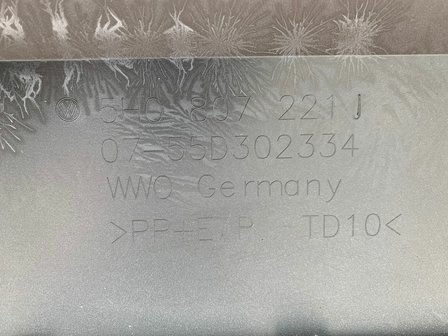 5H0 807 221 J
07-55D302334
WWO Germany
>PP+E/P TD10<